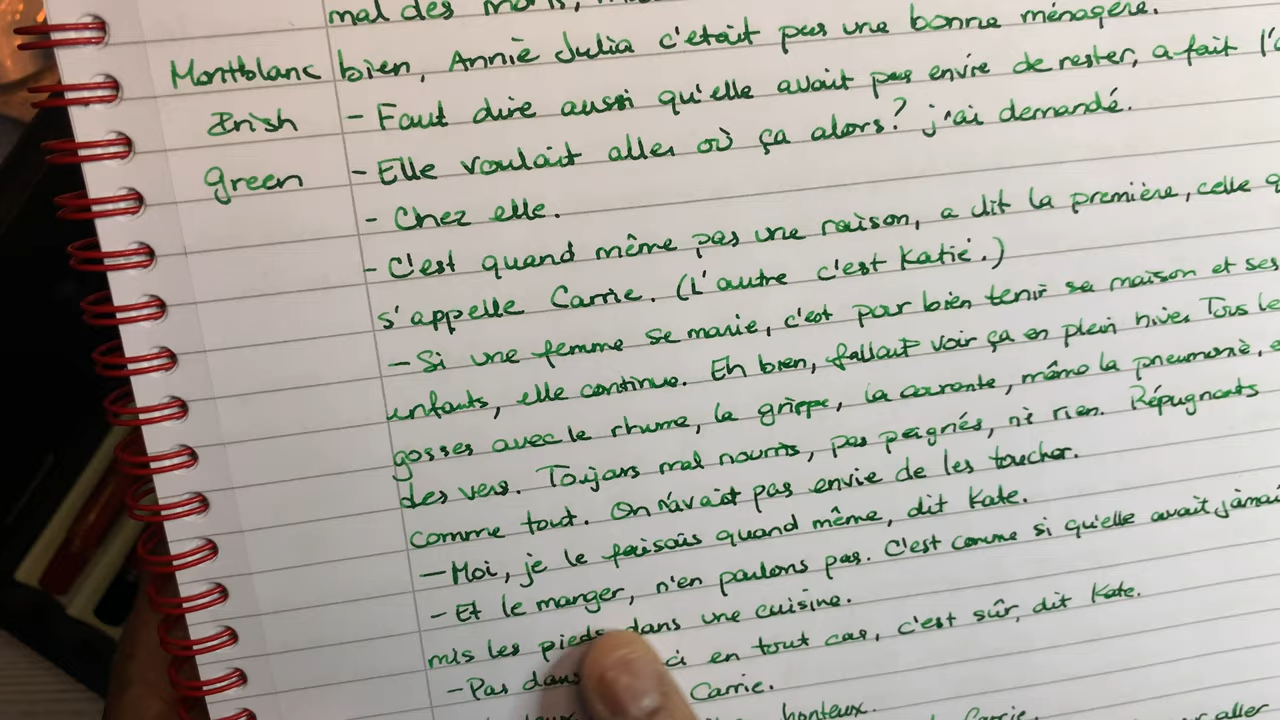 mal des
Montblanc bien, Annie Julia c'était pas une bonne ménagère.
Irish - Faut dire aussi qu'elle avait pas envie de rester, a fait
green - Elle voulait aller où ça alors? j'ai demandé.
- Chez elle.
- C'est quand même pas une raison, a dit la première, celle
s'appelle Carrie. (L'autre c'est Katie.)
- Si une femme se marie, c'est pour bien tenir sa maison et ses
enfants, elle continue. Eh bien, fallait voir ça en plein hiver. Tous
gosses avec le rhume, la grippe, la courante, même la pneumonie,
des vers. Toujours mal nourris, pas peignés, ni rien. Répugnants
comme tout. On n'avait pas envie de les toucher.
- Moi, je le faisais quand même, dit Kate.
- Et le manger, n'en parlons pas. C'est comme si qu'elle avait jamais
mis les pieds dans une cuisine.
- Pas dans ci en tout cas, c'est sûr, dit Kate.
Carrie.
honteux.
Carrie.
aller